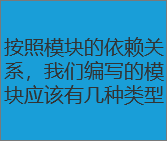 按照模块的依赖关
系，我们编写的模
块应该有几种类型